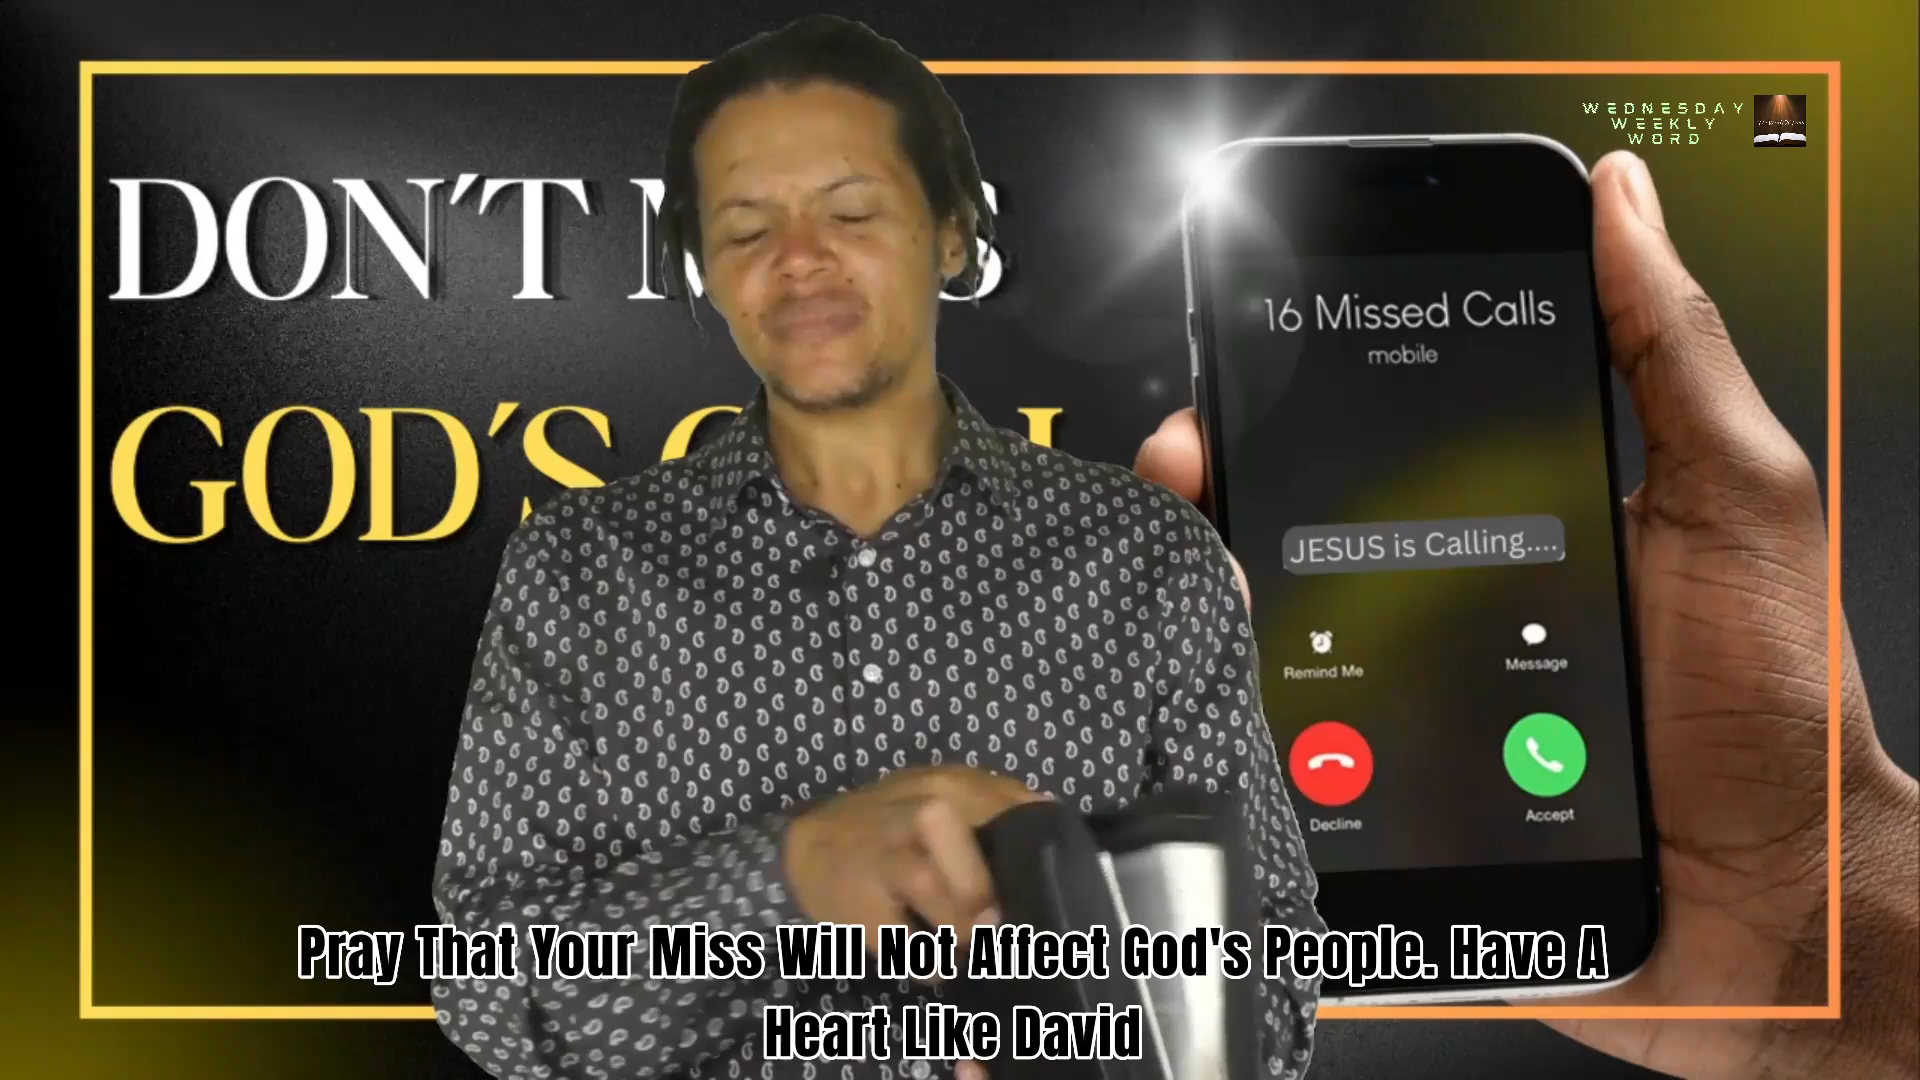 DON'T M S
GOD'S
WEDNESDAY
WEEKLY
WORD
16 Missed Calls
mobile
JESUS is Calling....
Remind Me
Message
Decline
Accept
Pray That Your Miss Will Not Affect God's People. Have A
Heart Like David